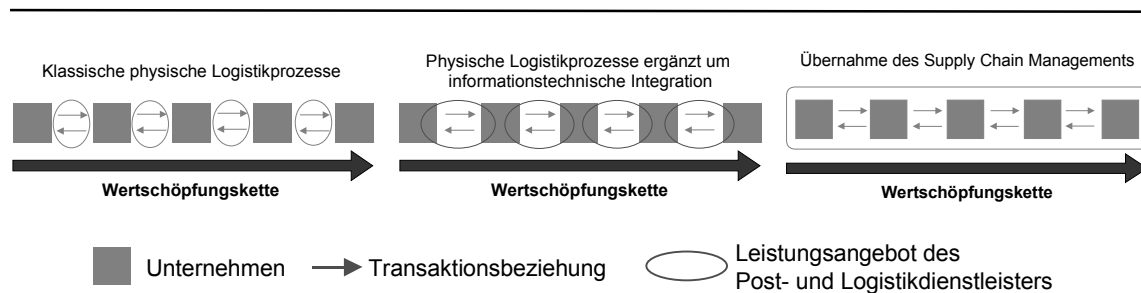 Klassische physische Logistikprozesse
Physische Logistikprozesse ergänzt um
informationstechnische Integration
Übernahme des Supply Chain Managements
Wertschöpfungskette
Wertschöpfungskette
Wertschöpfungskette
Unternehmen
Transaktionsbeziehung
Leistungsangebot des
Post- und Logistikdienstleisters